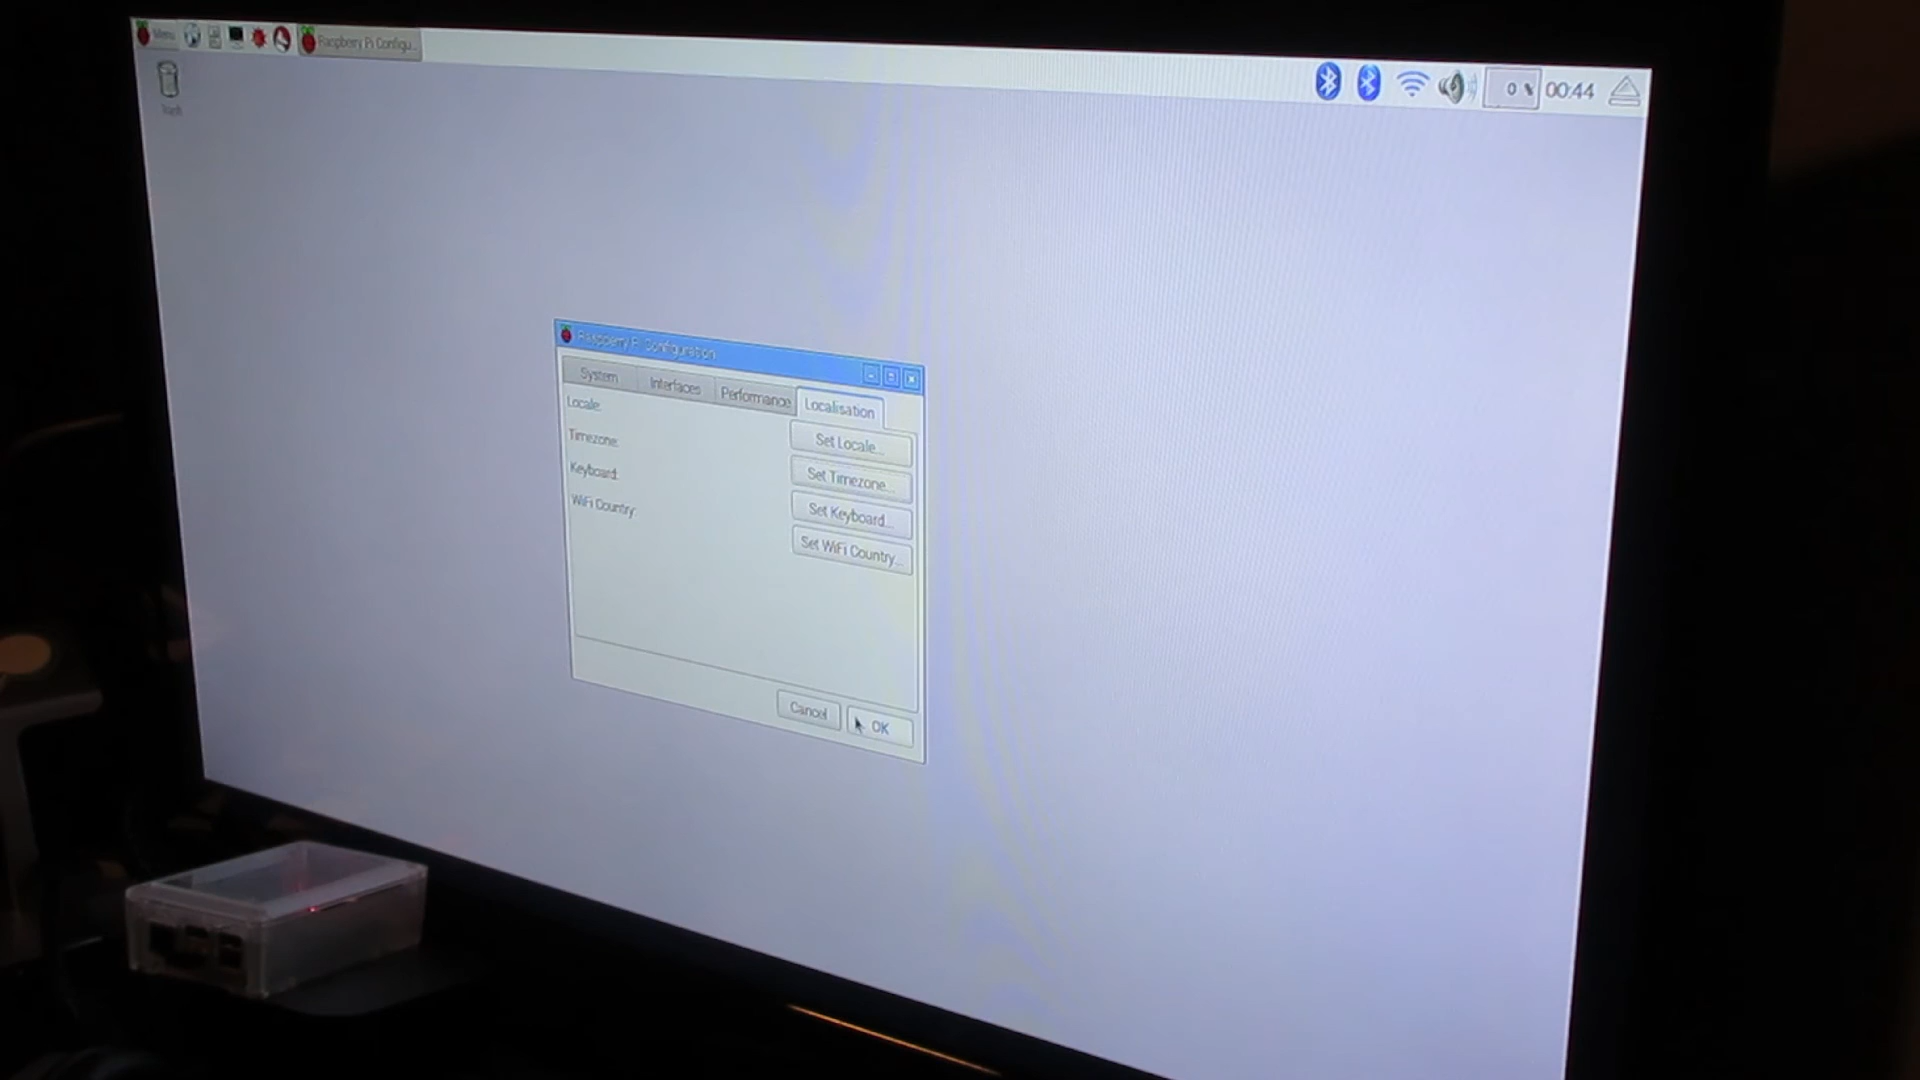 Menu
Raspberry Pi Configu...
0 %
00:44
Trash
Raspberry Pi Configuration
System
Interfaces
Performance
Localisation
Locale:
Set Locale...
Timezone:
Set Timezone...
Keyboard:
Set Keyboard...
WiFi Country:
Set WiFi Country...
Cancel
OK